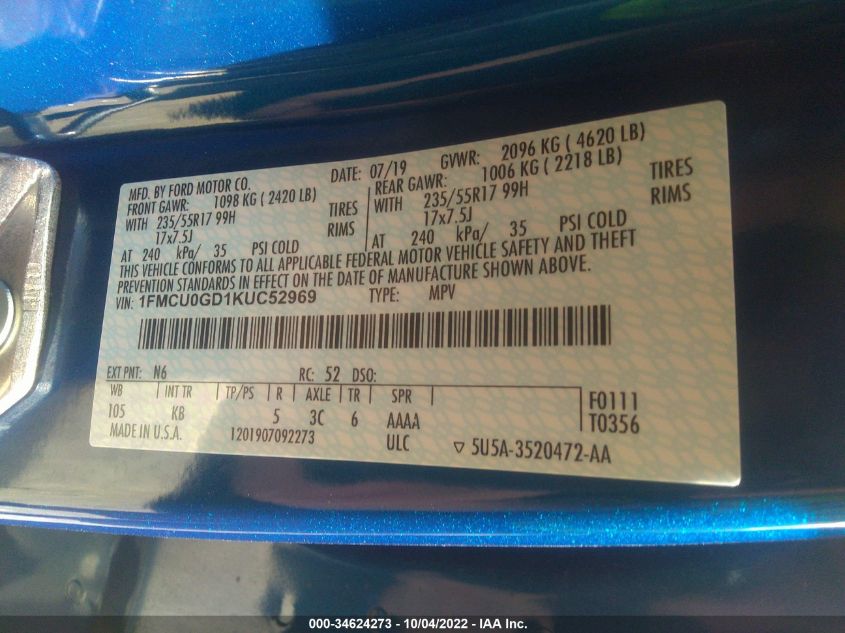 MFD. BY FORD MOTOR CO. DATE: 07/19 GVWR: 2096 KG ( 4620 LB)
FRONT GAWR: 1098 KG ( 2420 LB) REAR GAWR: 1006 KG ( 2218 LB)
WITH 235/55R17 99H TIRES WITH 235/55R17 99H TIRES
17x7.5J RIMS 17x7.5J RIMS
AT 240 kPa/ 35 PSI COLD AT 240 kPa/ 35 PSI COLD
THIS VEHICLE CONFORMS TO ALL APPLICABLE FEDERAL MOTOR VEHICLE SAFETY AND THEFT
PREVENTION STANDARDS IN EFFECT ON THE DATE OF MANUFACTURE SHOWN ABOVE.
VIN: 1FMCU0GD1KUC52969 TYPE: MPV
EXT PNT: N6 RC: 52 DSO:
WB INT TR TP/PS R AXLE TR SPR
105 KB 5 3C 6 AAAA F0111
MADE IN U.S.A. 1201907092273 ULC T0356
▽ 5U5A-3520472-AA
000-34624273 - 10/04/2022 - IAA Inc.